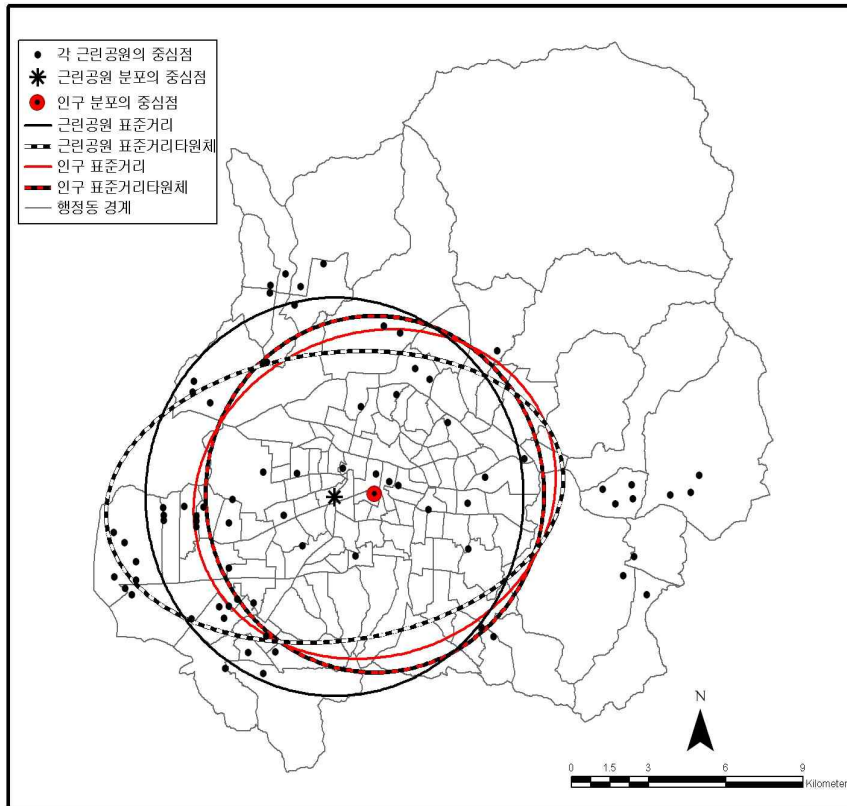 각 근린공원의 중심점
근린공원 분포의 중심점
인구 분포의 중심점
근린공원 표준거리
근린공원 표준거리타원체
인구 표준거리
인구 표준거리타원체
행정동 경계
N
0 1.5 3 6 9
Kilometers